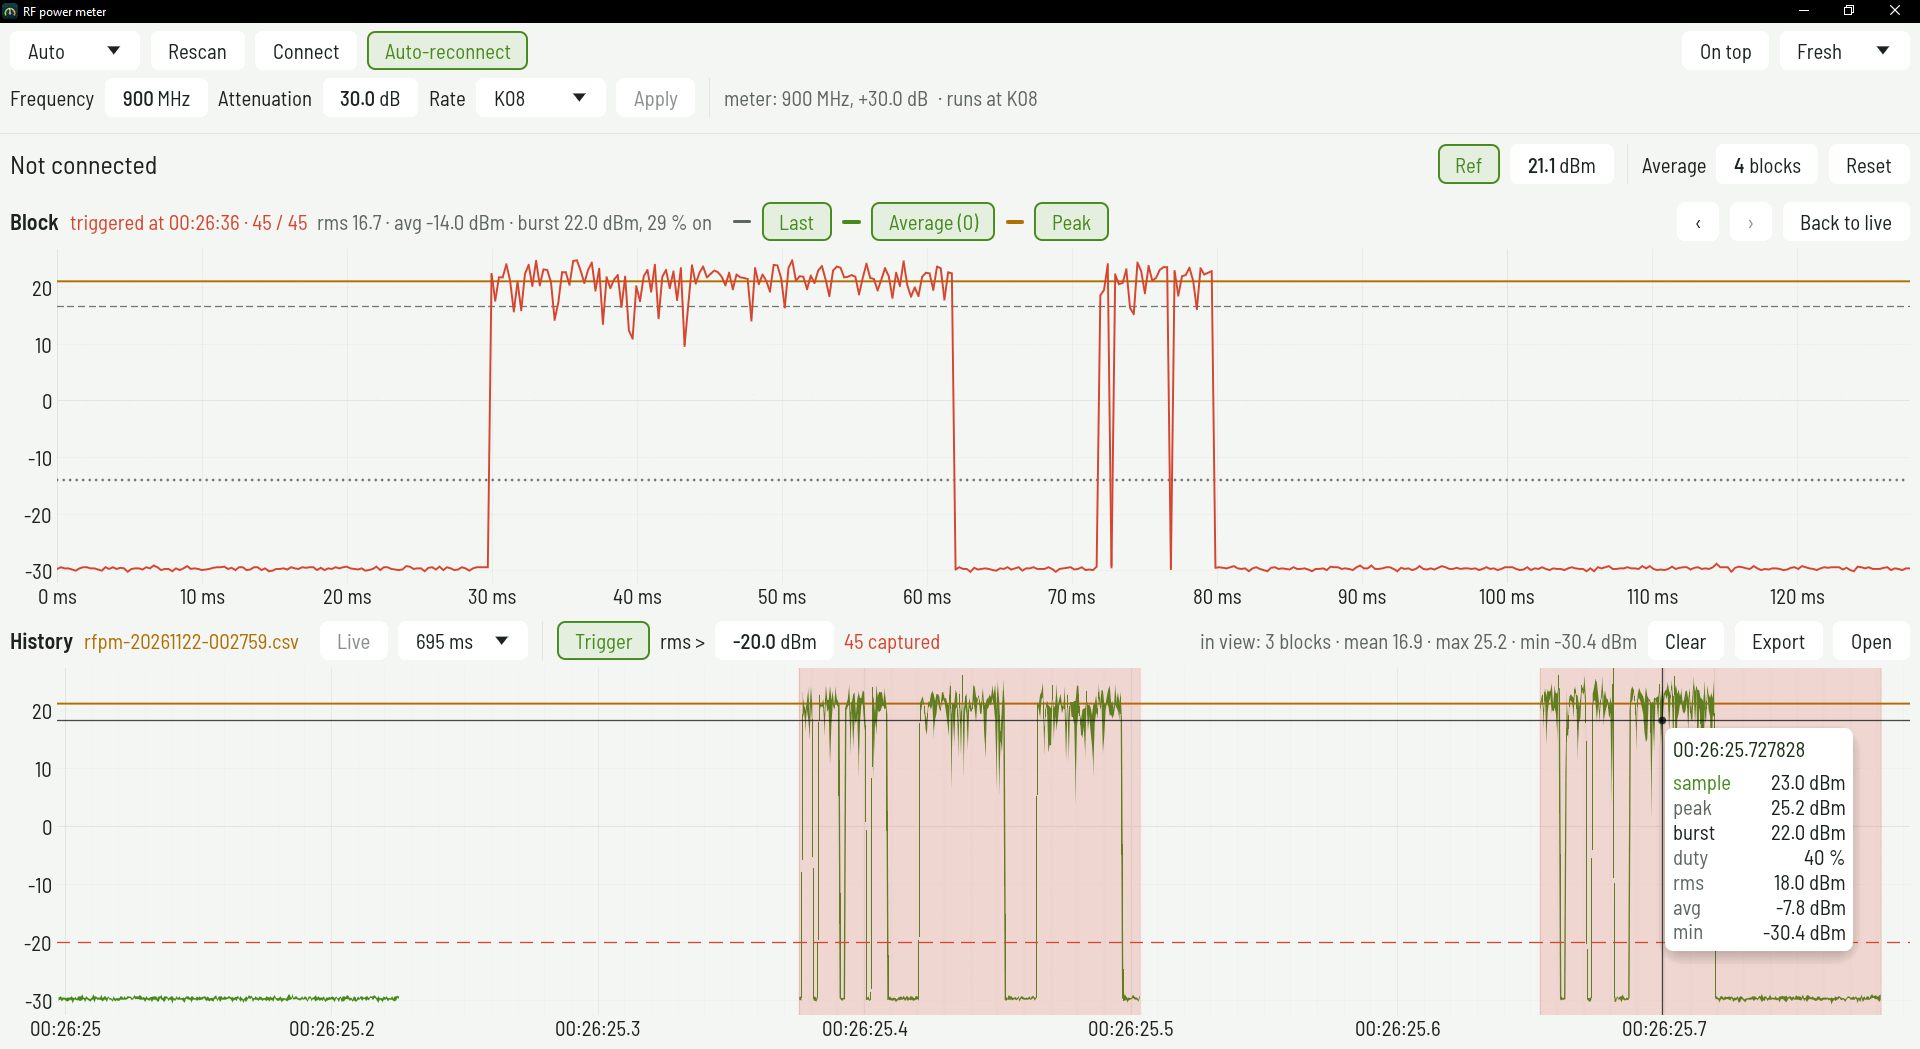 RF power meter
Auto Rescan Connect Auto-reconnect On top Fresh
Frequency 900 MHz Attenuation 30.0 dB Rate K08 Apply meter: 900 MHz, +30.0 dB · runs at K08
Not connected Ref 21.1 dBm Average 4 blocks Reset
Block triggered at 00:26:36 · 45 / 45 rms 16.7 · avg -14.0 dBm · burst 22.0 dBm, 29 % on Last Average (0) Peak ‹ › Back to live
20
10
0
-10
-20
-30
0 ms 10 ms 20 ms 30 ms 40 ms 50 ms 60 ms 70 ms 80 ms 90 ms 100 ms 110 ms 120 ms
History rfpm-20261122-002759.csv Live 695 ms Trigger rms > -20.0 dBm 45 captured in view: 3 blocks · mean 16.9 · max 25.2 · min -30.4 dBm Clear Export Open
20
10
0
-10
-20
-30
00:26:25.727828
sample 23.0 dBm
peak 25.2 dBm
burst 22.0 dBm
duty 40 %
rms 18.0 dBm
avg -7.8 dBm
min -30.4 dBm
00:26:25 00:26:25.2 00:26:25.3 00:26:25.4 00:26:25.5 00:26:25.6 00:26:25.7